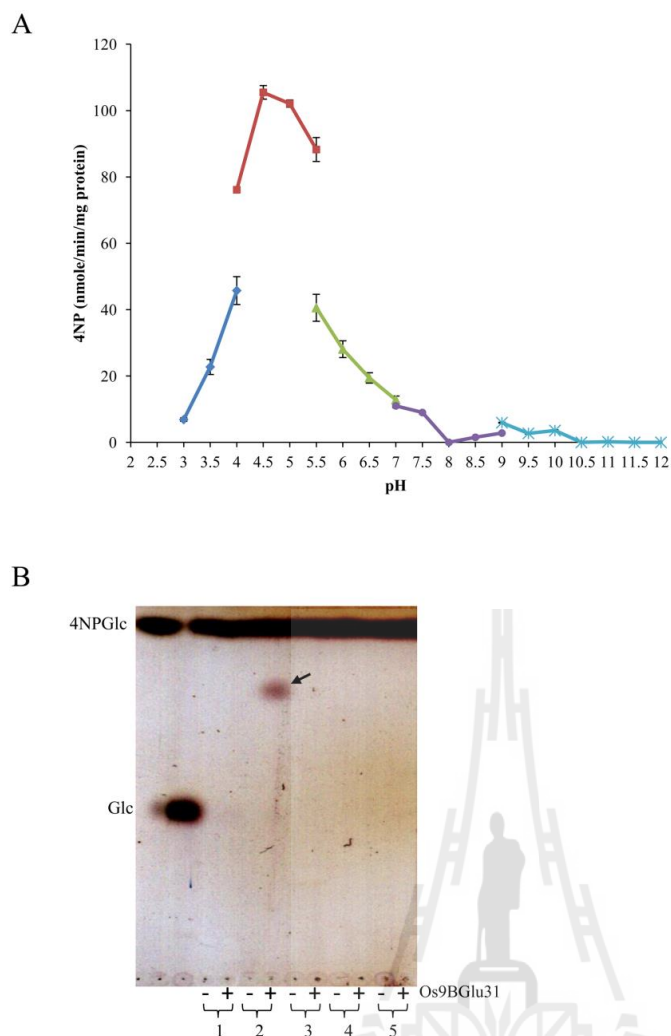 A
4NP (nmole/min/mg protein)
120
100
80
60
40
20
0
2 2.5 3 3.5 4 4.5 5 5.5 6 6.5 7 7.5 8 8.5 9 9.5 10 10.5 11 11.5 12
pH
B
4NPGlc
Glc
- + - + - + - + - + Os9BGlu31
1 2 3 4 5